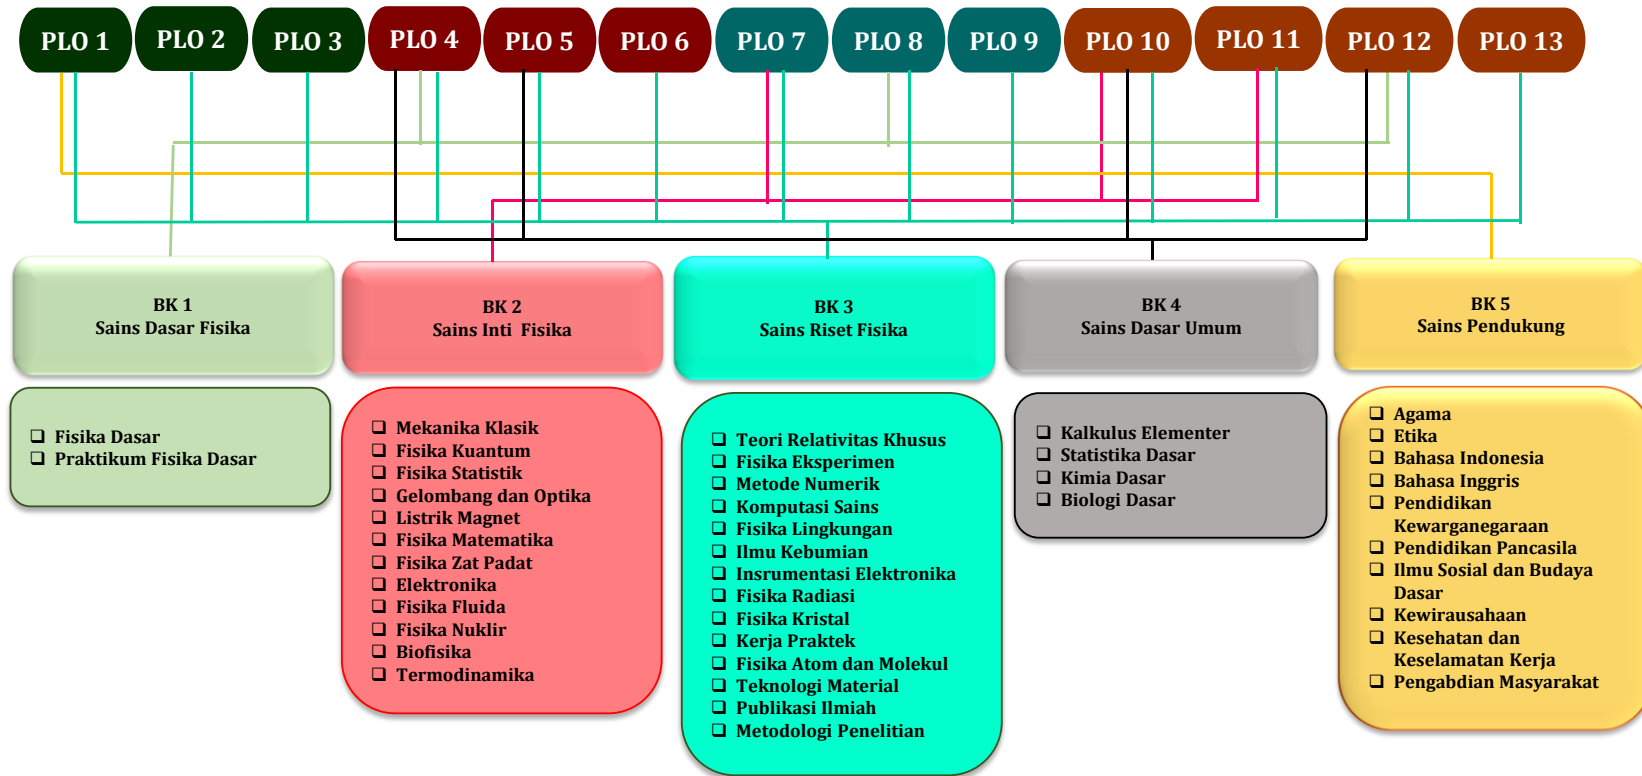 PLO 1
PLO 2
PLO 3
PLO 4
PLO 5
PLO 6
PLO 7
PLO 8
PLO 9
PLO 10
PLO 11
PLO 12
PLO 13
BK 1
Sains Dasar Fisika
BK 2
Sains Inti Fisika
BK 3
Sains Riset Fisika
BK 4
Sains Dasar Umum
BK 5
Sains Pendukung
Fisika Dasar
Praktikum Fisika Dasar
Mekanika Klasik
Fisika Kuantum
Fisika Statistik
Gelombang dan Optika
Listrik Magnet
Fisika Matematika
Fisika Zat Padat
Elektronika
Fisika Fluida
Fisika Nuklir
Biofisika
Termodinamika
Teori Relativitas Khusus
Fisika Eksperimen
Metode Numerik
Komputasi Sains
Fisika Lingkungan
Ilmu Kebumian
Insrumentasi Elektronika
Fisika Radiasi
Fisika Kristal
Kerja Praktek
Fisika Atom dan Molekul
Teknologi Material
Publikasi Ilmiah
Metodologi Penelitian
Kalkulus Elementer
Statistika Dasar
Kimia Dasar
Biologi Dasar
Agama
Etika
Bahasa Indonesia
Bahasa Inggris
Pendidikan
Kewarganegaraan
Pendidikan Pancasila
Ilmu Sosial dan Budaya
Dasar
Kewirausahaan
Kesehatan dan
Keselamatan Kerja
Pengabdian Masyarakat